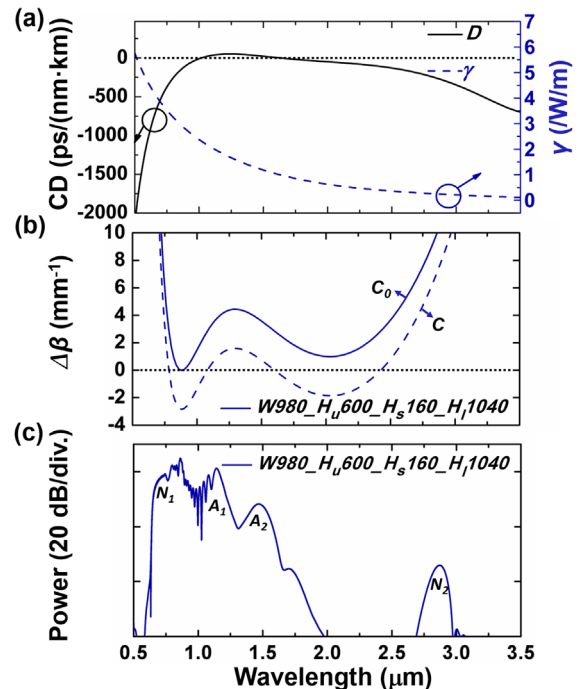 (a)
D
γ
0
-500
-1000
-1500
-2000
CD (ps/(nm·km))
7
6
5
4
3
2
1
0
γ (/W/m)
(b)
10
8
6
4
2
0
-2
-4
Δβ (mm⁻¹)
C₀
C
W980_Hᵤ600_Hₛ160_Hₗ1040
(c)
W980_Hᵤ600_Hₛ160_Hₗ1040
Power (20 dB/div.)
N₁
A₁
A₂
N₂
0.5 1.0 1.5 2.0 2.5 3.0 3.5
Wavelength (μm)